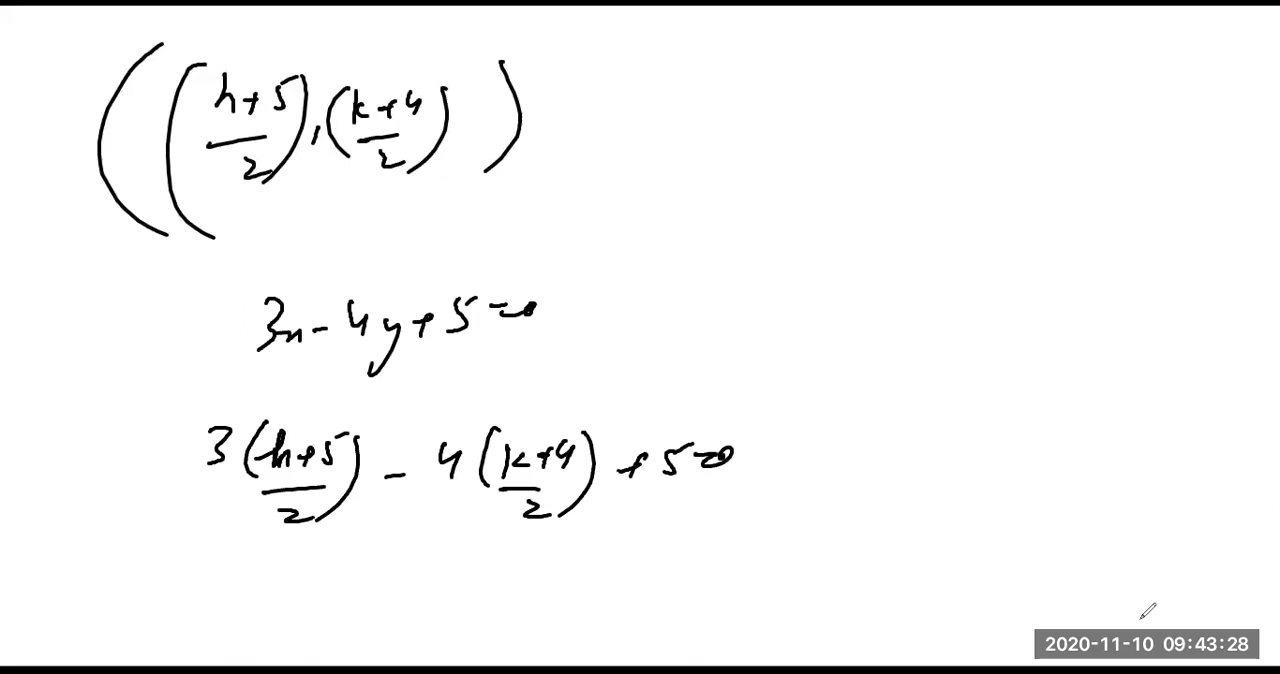 ((h+5/2), (k+4/2))
3x-4y+5=0
3(h+5/2) - 4(k+4/2) + 5=0
2020-11-10 09:43:28